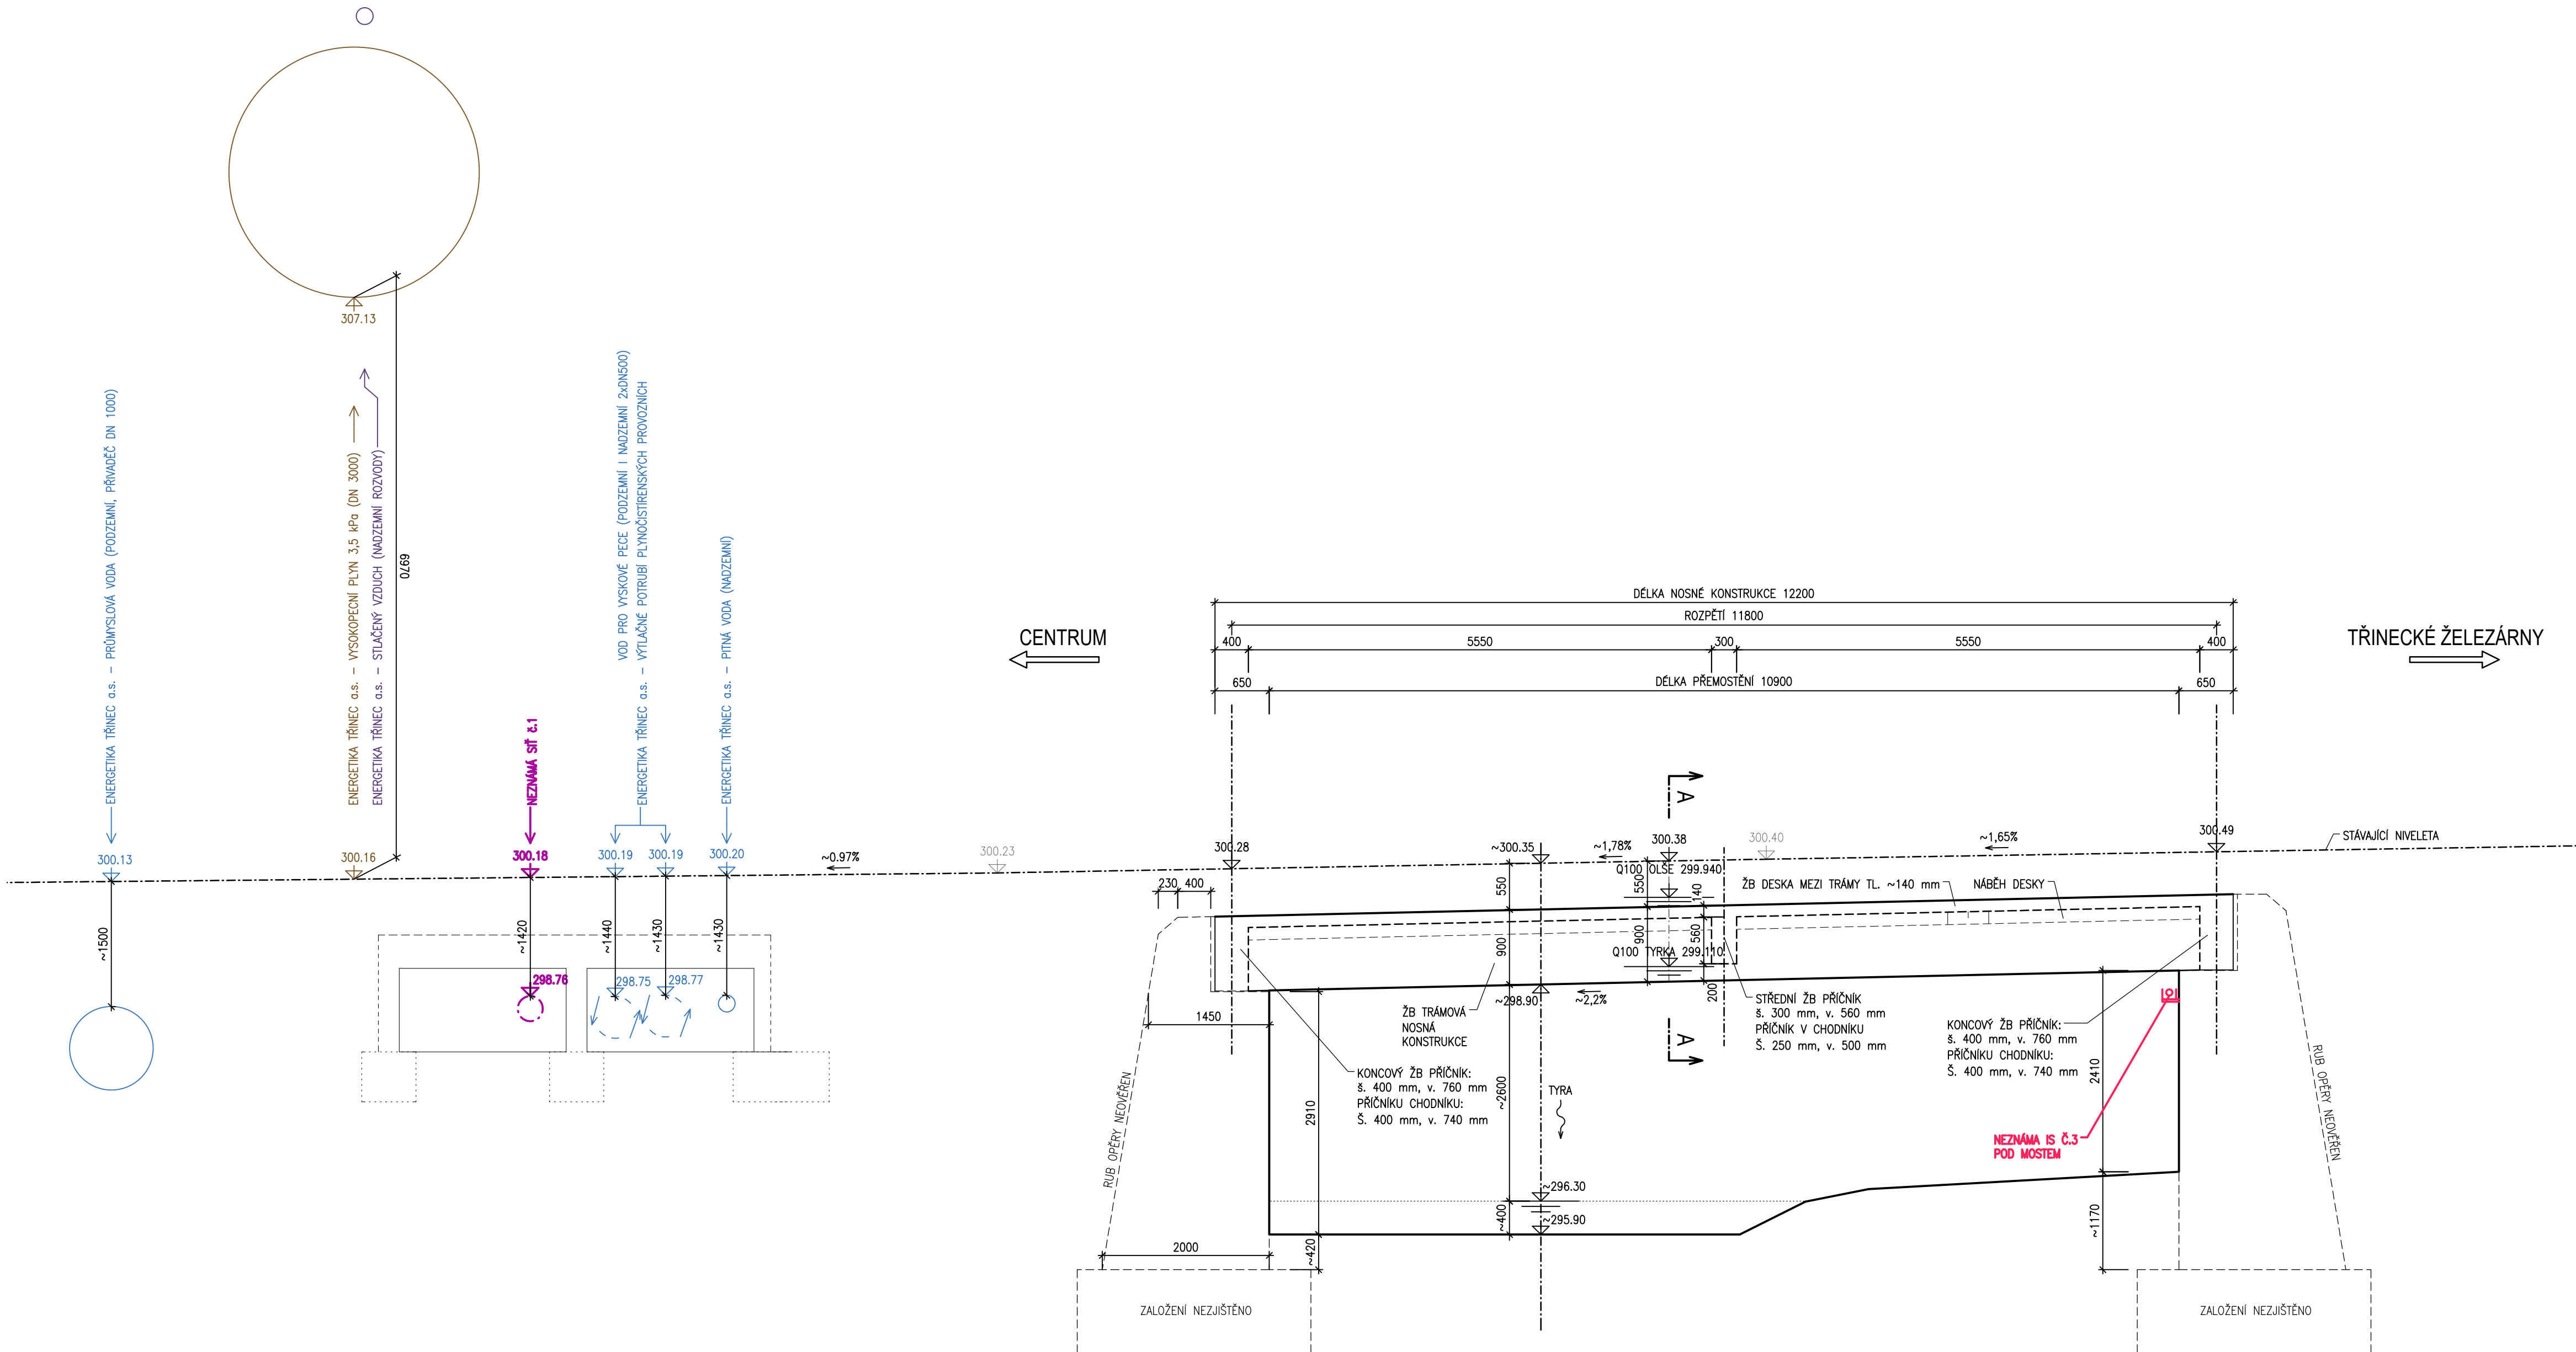 307.13
6970
ENERGETIKA TŘINEC a.s. – PRŮMYSLOVÁ VODA (PODZEMNÍ, PŘIVADĚČ DN 1000)
ENERGETIKA TŘINEC a.s. – VYSOKOPECNÍ PLYN 3,5 kPa (DN 3000)
ENERGETIKA TŘINEC a.s. – STLAČENÝ VZDUCH (NADZEMNÍ ROZVODY)
NEZNÁMÁ SÍŤ č.1
VOD PRO VYSKOVÉ PECE (PODZEMNÍ I NADZEMNÍ 2xDN500)
ENERGETIKA TŘINEC a.s. – VÝTLAČNÉ POTRUBÍ PLYNOČISTÍRENSKÝCH PROVOZNÍCH
ENERGETIKA TŘINEC a.s. – PITNÁ VODA (NADZEMNÍ)
300.13
300.16
300.18
300.19
300.19
300.20
~0.97%
300.23
~1500
~1420
~1440
~1430
~1430
298.76
298.75
298.77
CENTRUM
TŘINECKÉ ŽELEZÁRNY
DÉLKA NOSNÉ KONSTRUKCE 12200
ROZPĚTÍ 11800
400
5550
300
5550
400
650
DÉLKA PŘEMOSTĚNÍ 10900
650
A
300.28
~300.35
~1,78%
300.38
300.40
~1,65%
300.49
STÁVAJÍCÍ NIVELETA
230
400
550
550
Q100 OLŠE 299.940
140
ŽB DESKA MEZI TRÁMY TL. ~140 mm
NÁBĚH DESKY
900
900
560
Q100 TYRKA 299.110
200
~298.90
~2,2%
1450
ŽB TRÁMOVÁ
NOSNÁ
KONSTRUKCE
STŘEDNÍ ŽB PŘÍČNÍK
š. 300 mm, v. 560 mm
PŘÍČNÍK V CHODNÍKU
Š. 250 mm, v. 500 mm
A
KONCOVÝ ŽB PŘÍČNÍK:
š. 400 mm, v. 760 mm
PŘÍČNÍKU CHODNÍKU:
Š. 400 mm, v. 740 mm
KONCOVÝ ŽB PŘÍČNÍK:
š. 400 mm, v. 760 mm
PŘÍČNÍKU CHODNÍKU:
Š. 400 mm, v. 740 mm
TYRA
2910
~2600
2410
NEZNÁMA IS Č.3
POD MOSTEM
RUB OPĚRY NEOVĚŘEN
RUB OPĚRY NEOVĚŘEN
~296.30
~400
~295.90
~420
~1170
2000
ZALOŽENÍ NEZJIŠTĚNO
ZALOŽENÍ NEZJIŠTĚNO